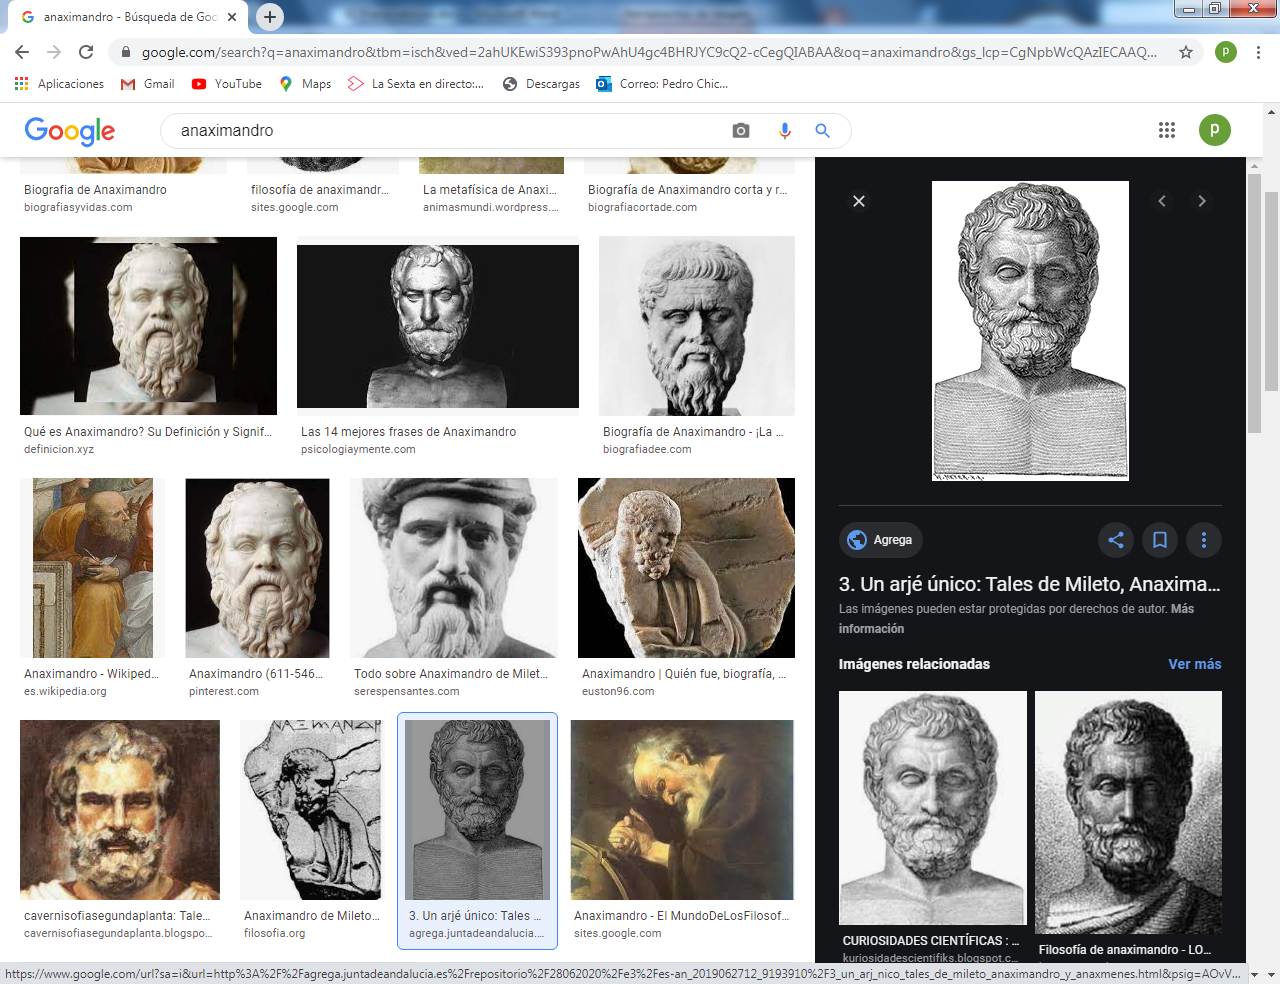 anaximandro - Búsqueda de Goo
google.com/search?q=anaximandro&tbm=isch&ved=2ahUKEwiS393pnoPwAhU4gc4BHRJYC9cQ2-cCegQIABAA&oq=anaximandro&gs_lcp=CgNpbWcQAzIECAAQ...
Aplicaciones Gmail YouTube Maps La Sexta en directo:... Descargas Correo: Pedro Chic...
Google anaximandro p
Biografia de Anaximandro
biografiasyvidas.com
filosofía de anaximandr...
sites.google.com
La metafísica de Anaxi...
animasmundi.wordpress....
Biografía de Anaximandro corta y r...
biografiacortade.com
Qué es Anaximandro? Su Definición y Signif...
definicion.xyz
Las 14 mejores frases de Anaximandro
psicologiaymente.com
Biografía de Anaximandro - ¡La ...
biografiadee.com
Anaximandro - Wikiped...
es.wikipedia.org
Anaximandro (611-546...
pinterest.com
Todo sobre Anaximandro de Milet...
serespensantes.com
Anaximandro | Quién fue, biografía, ...
euston96.com
cavernisofiasegundaplanta: Tale...
cavernisofiasegundaplanta.blogspo...
Anaximandro de Mileto...
filosofia.org
3. Un arjé único: Tales ...
agrega.juntadeandalucia....
Anaximandro - El MundoDeLosFilosof...
sites.google.com
Agrega
3. Un arjé único: Tales de Mileto, Anaxima...
Las imágenes pueden estar protegidas por derechos de autor. Más
información
Imágenes relacionadas Ver más
CURIOSIDADES CIENTÍFICAS : ...
kuriosidadescientifiks.blogspot.c...
Filosofía de anaximandro - LO...
https://www.google.com/url?sa=i&url=http%3A%2F%2Fagrega.juntadeandalucia.es%2Frepositorio%2F28062020%2Fe3%2Fes-an_2019062712_9193910%2F3_un_arj_nico_tales_de_mileto_anaximandro_y_anaxmenes.html&psig=AOvV...